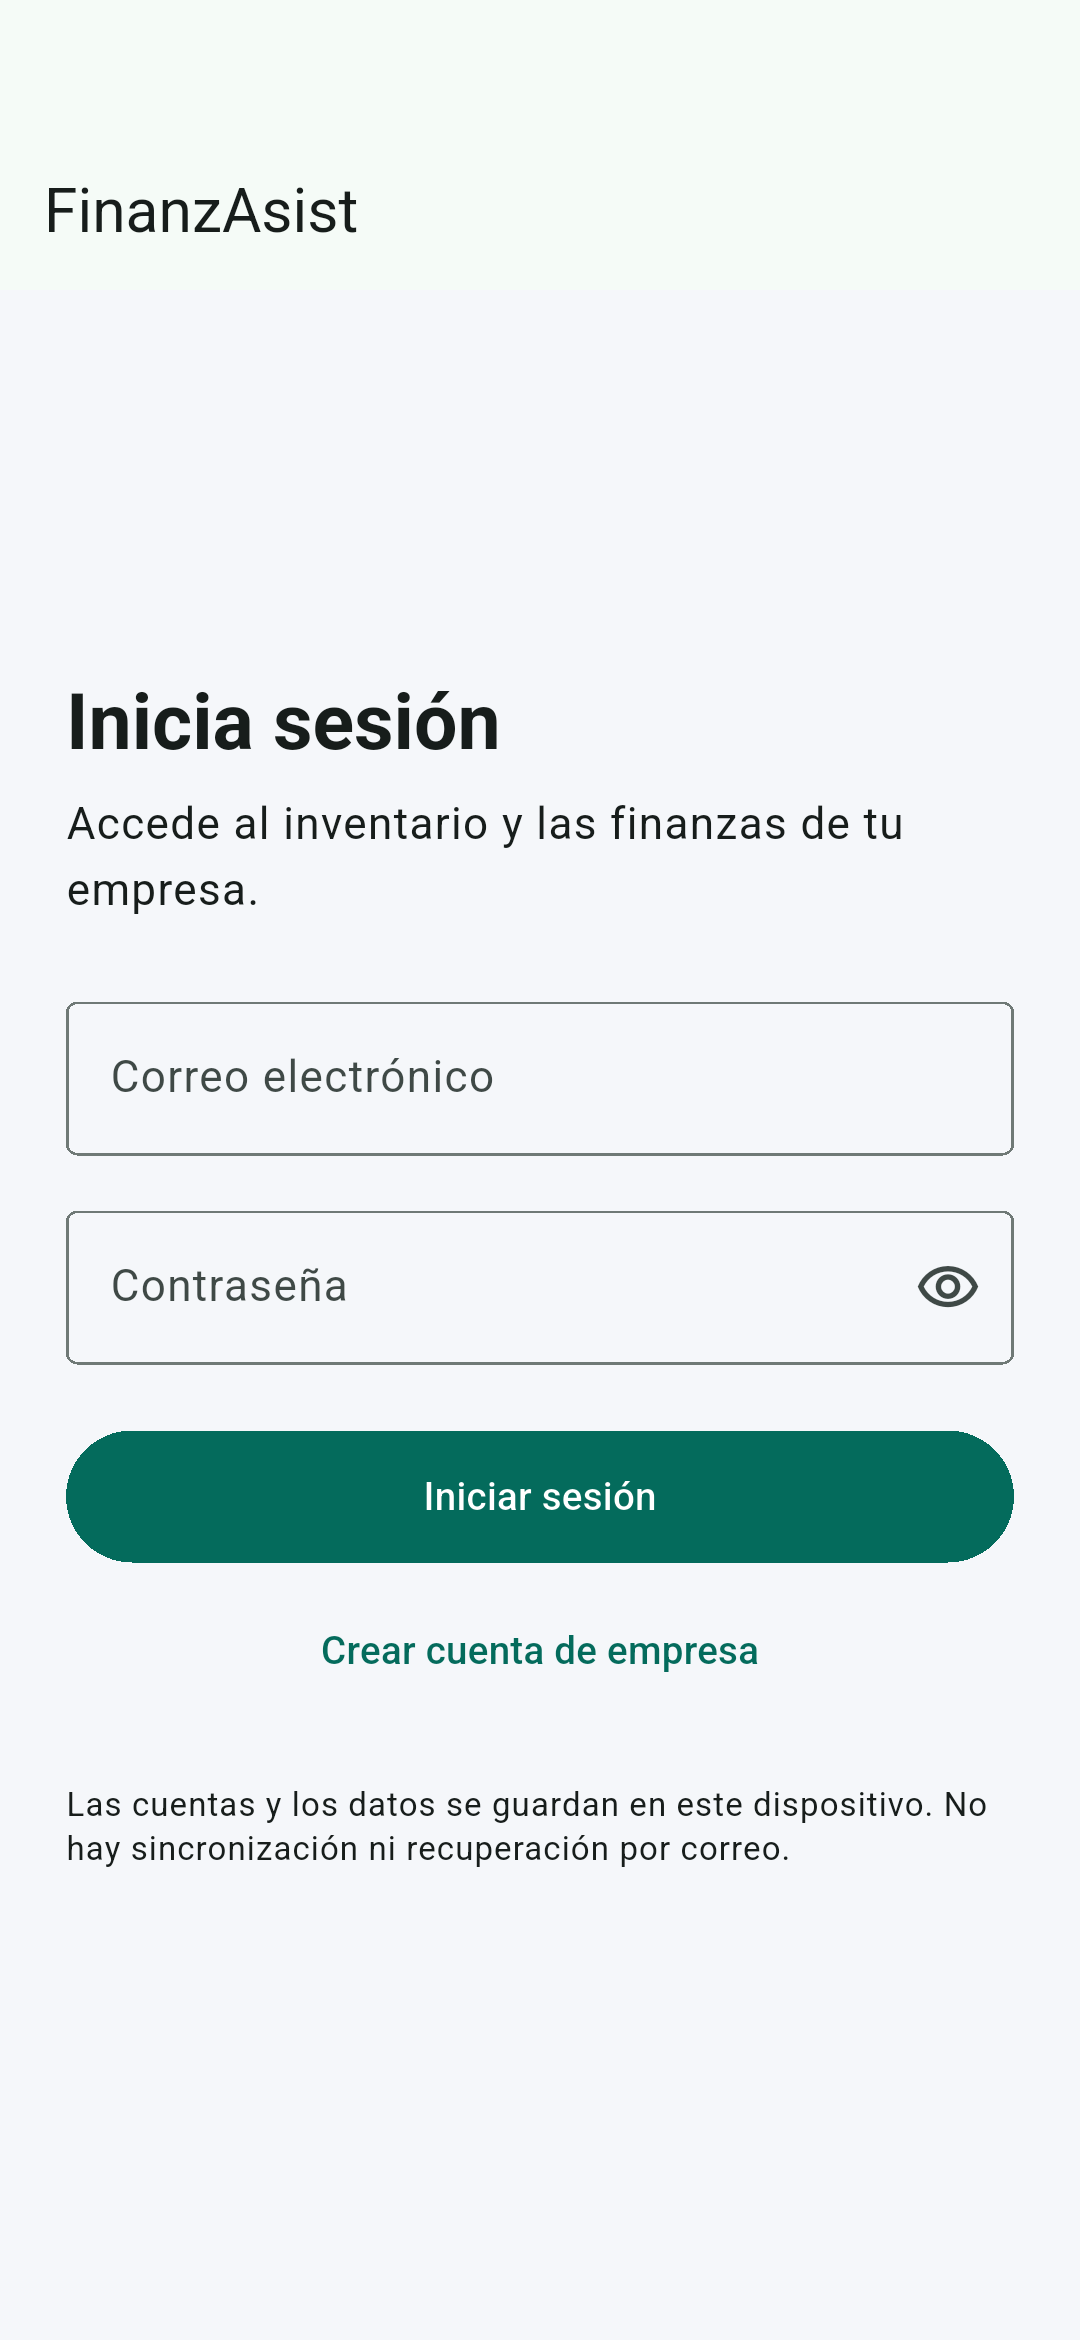 FinanzAsist
Inicia sesión
Accede al inventario y las finanzas de tu
empresa.
Correo electrónico
Contraseña
Iniciar sesión
Crear cuenta de empresa
Las cuentas y los datos se guardan en este dispositivo. No
hay sincronización ni recuperación por correo.